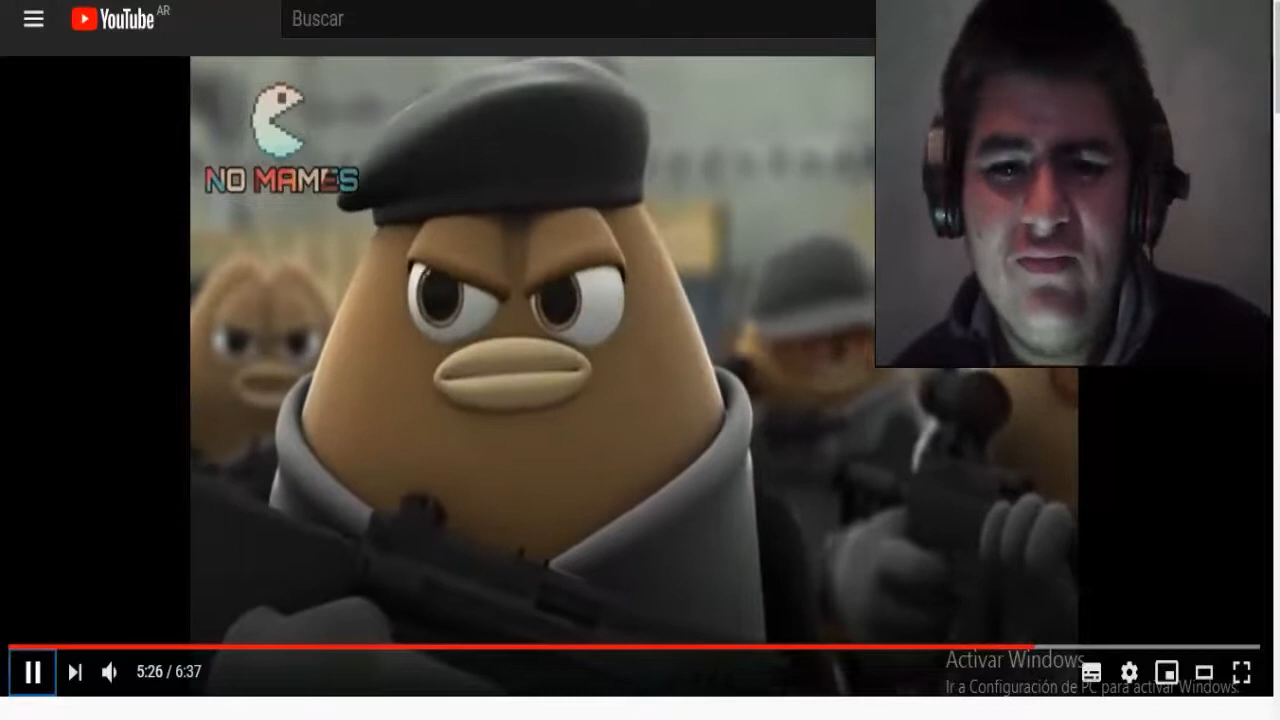 YouTube AR
Buscar
NO MAMES
5:26 / 6:37
Activar Windows
Ir a Configuración de PC para activar Windows.